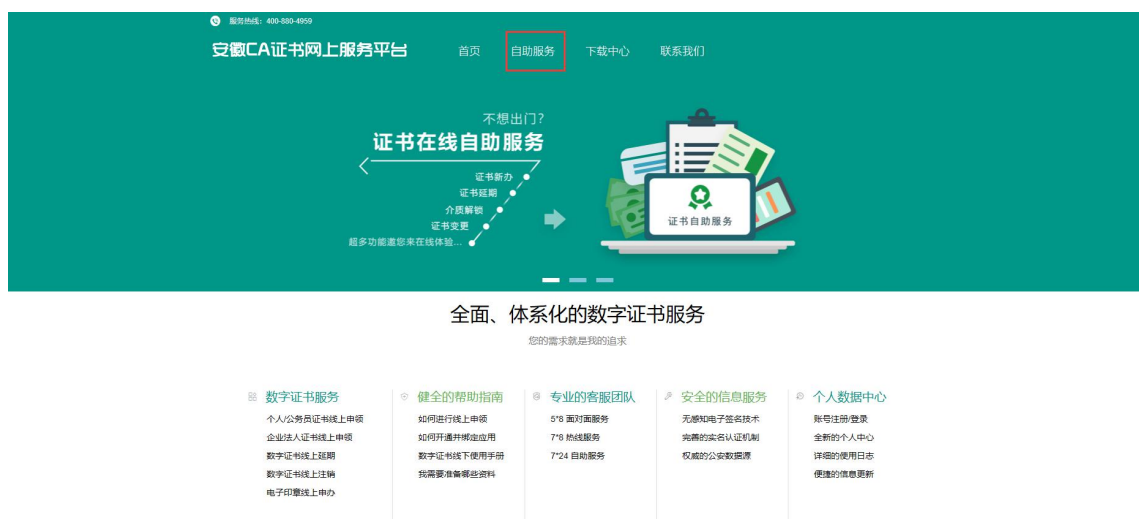 服务热线：400-880-4959
安徽CA证书网上服务平台 首页 自助服务 下载中心 联系我们
不想出门？
证书在线自助服务
证书新办
证书延期
介质解锁
证书变更
超多功能邀您来在线体验...
证书自助服务
全面、体系化的数字证书服务
您的需求就是我的追求
数字证书服务
个人/公务员证书线上申领
企业法人证书线上申领
数字证书线上延期
数字证书线上注销
电子印章线上申办
健全的帮助指南
如何进行线上申领
如何开通并绑定应用
数字证书线下使用手册
我需要准备哪些资料
专业的客服团队
5*8 面对面服务
7*8 热线服务
7*24 自助服务
安全的信息服务
无感知电子签名技术
完善的实名认证机制
权威的公安数据源
个人数据中心
账号注册/登录
全新的个人中心
详细的使用日志
便捷的信息更新